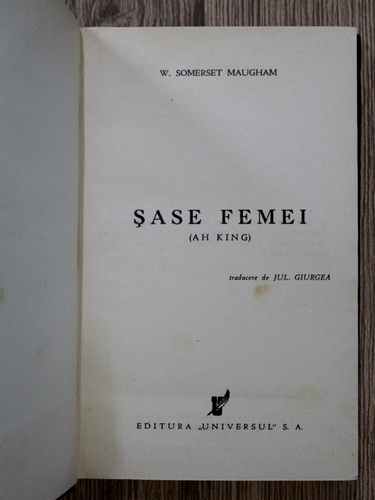 W. SOMERSET MAUGHAM
ŞASE FEMEI
(AH KING)
traducere de JUL. GIURGEA
EDITURA „UNIVERSUL" S. A.